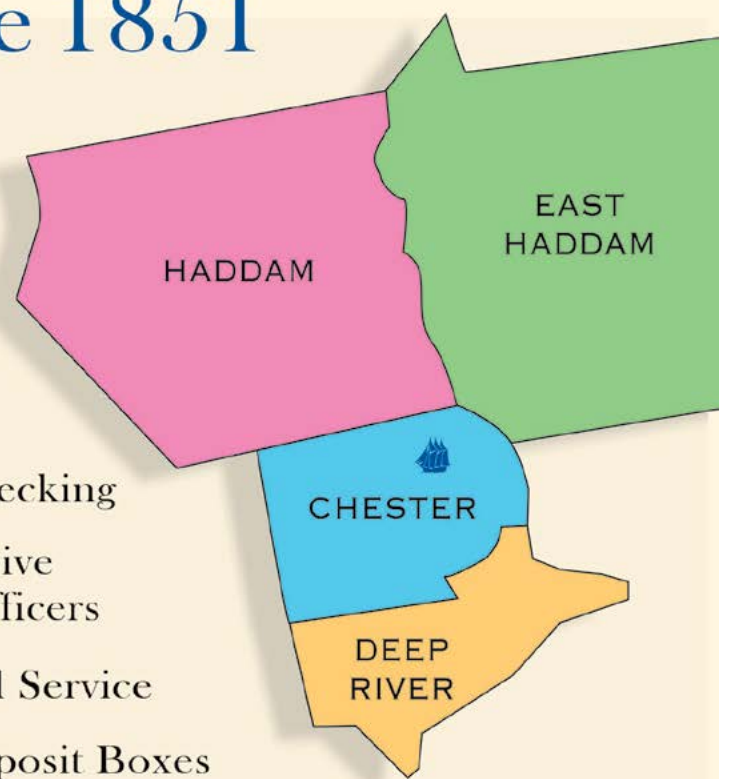 e 1851
EAST
HADDAM
HADDAM
CHESTER
ecking
ive
fficers
DEEP
RIVER
l Service
posit Boxes